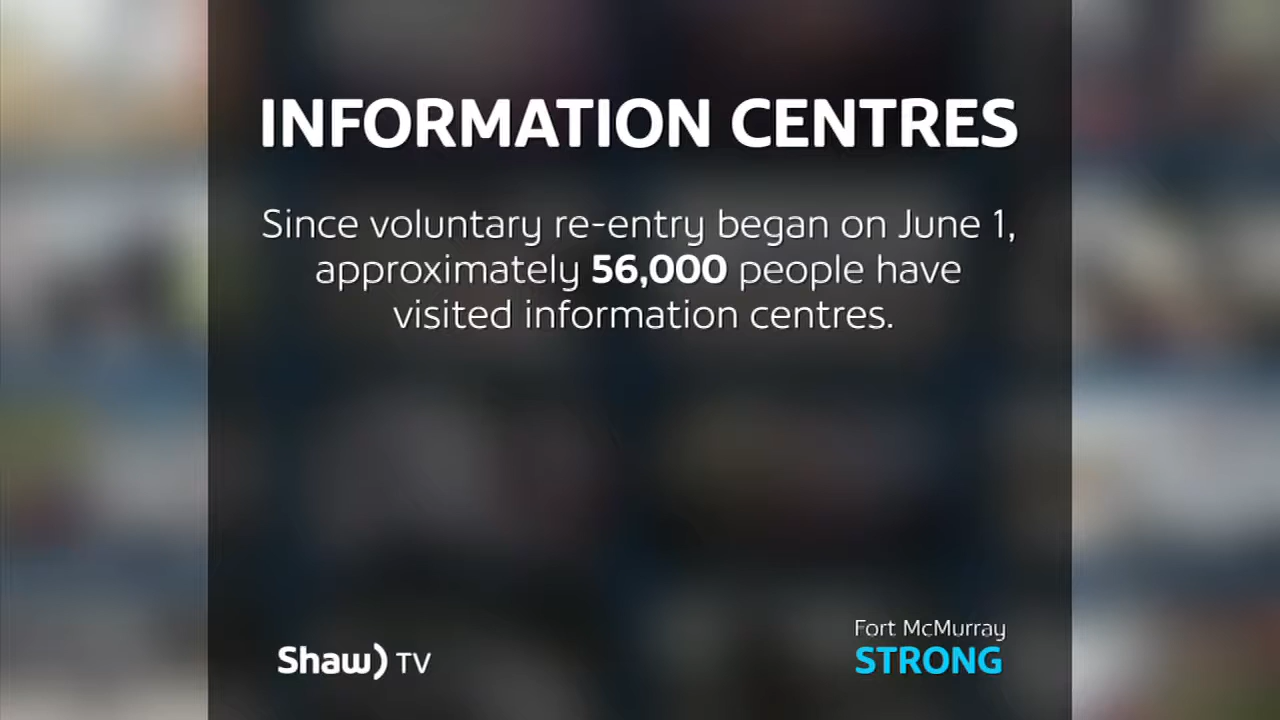 INFORMATION CENTRES
Since voluntary re-entry began on June 1,
approximately 56,000 people have
visited information centres.
Shaw) TV
Fort McMurray
STRONG